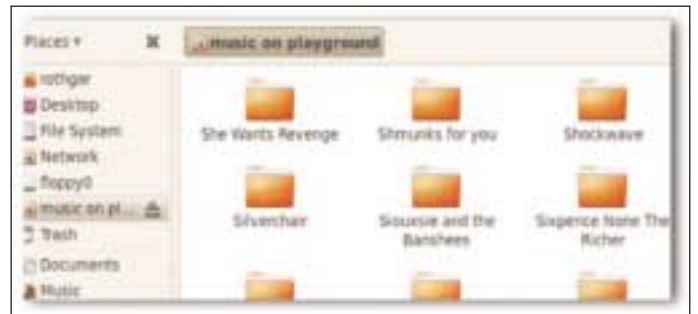 Places
music on playground
rothgar
Desktop
File System
Network
floppy0
music on pl...
Trash
Documents
Music
She Wants Revenge
Shmunks for you
Shockwave
Silverchair
Siouxsie and the
Banshees
Sixpence None The
Richer